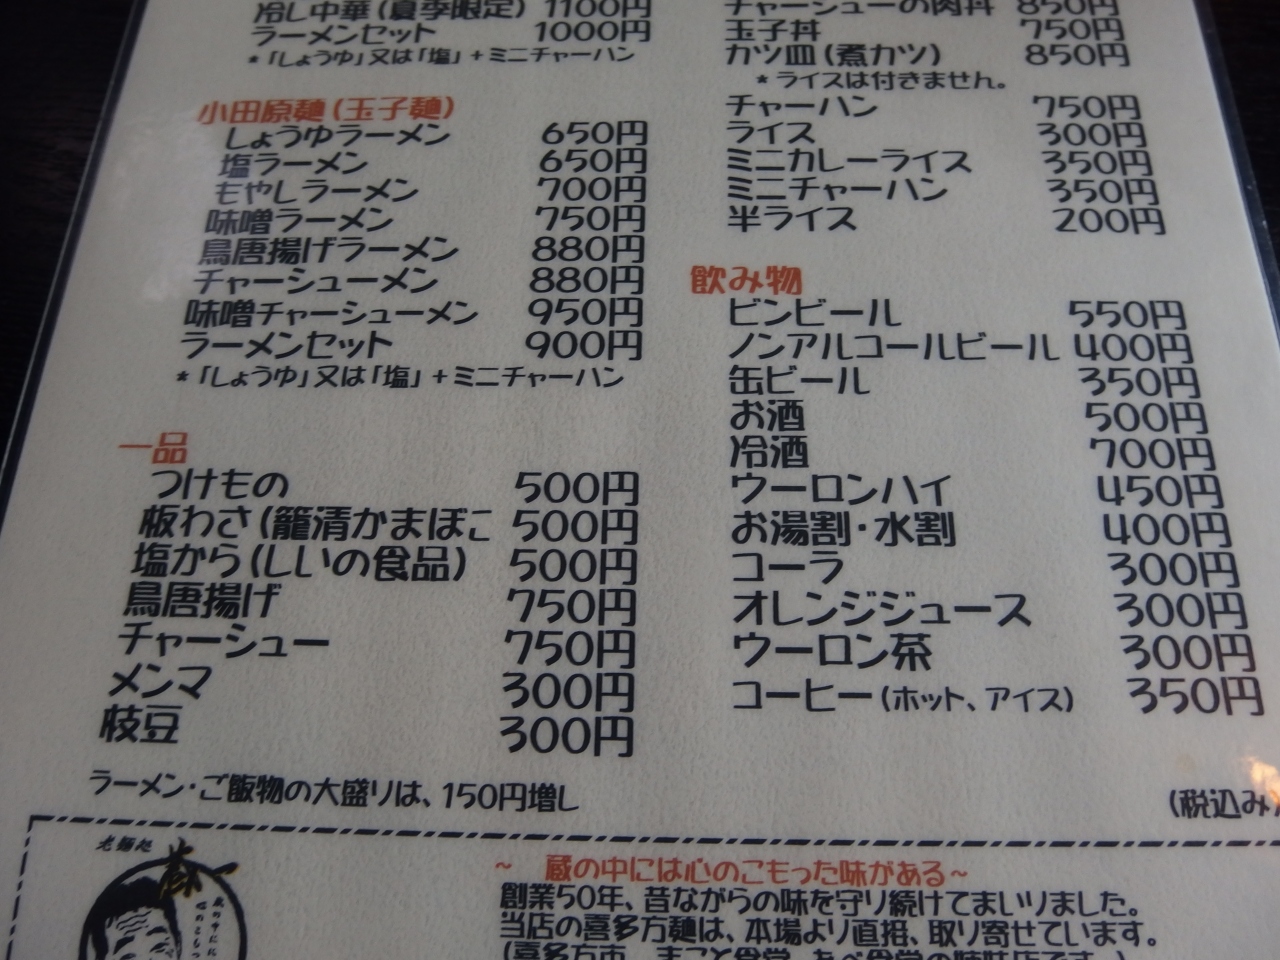 冷し中華(夏季限定) 1100円
ラーメンセット 1000円
*「しょうゆ」又は「塩」+ミニチャーハン
小田原麺(玉子麺)
しょうゆラーメン 650円
塩ラーメン 650円
もやしラーメン 700円
味噌ラーメン 750円
鳥唐揚げラーメン 880円
チャーシューメン 880円
味噌チャーシューメン 950円
ラーメンセット 900円
*「しょうゆ」又は「塩」+ミニチャーハン
一品
つけもの 500円
板わさ(籠清かまぼこ 500円
塩から(しいの食品) 500円
鳥唐揚げ 750円
チャーシュー 750円
メンマ 300円
枝豆 300円
ラーメン・ご飯物の大盛りは、150円増し
チャーシューの肉丼 850円
玉子丼 750円
カツ皿(煮カツ) 850円
*ライスは付きません。
チャーハン 750円
ライス 300円
ミニカレーライス 350円
ミニチャーハン 350円
半ライス 200円
飲み物
ビンビール 550円
ノンアルコールビール 400円
缶ビール 350円
お酒 500円
冷酒 700円
ウーロンハイ 450円
お湯割・水割 400円
コーラ 300円
オレンジジュース 300円
ウーロン茶 300円
コーヒー(ホット、アイス) 350円
(税込み)
老麺処
蔵一
~ 蔵の中には心のこもった味がある~
創業50年、昔ながらの味を守り続けてまいりました。
当店の喜多方麺は、本場より直接、取り寄せています。